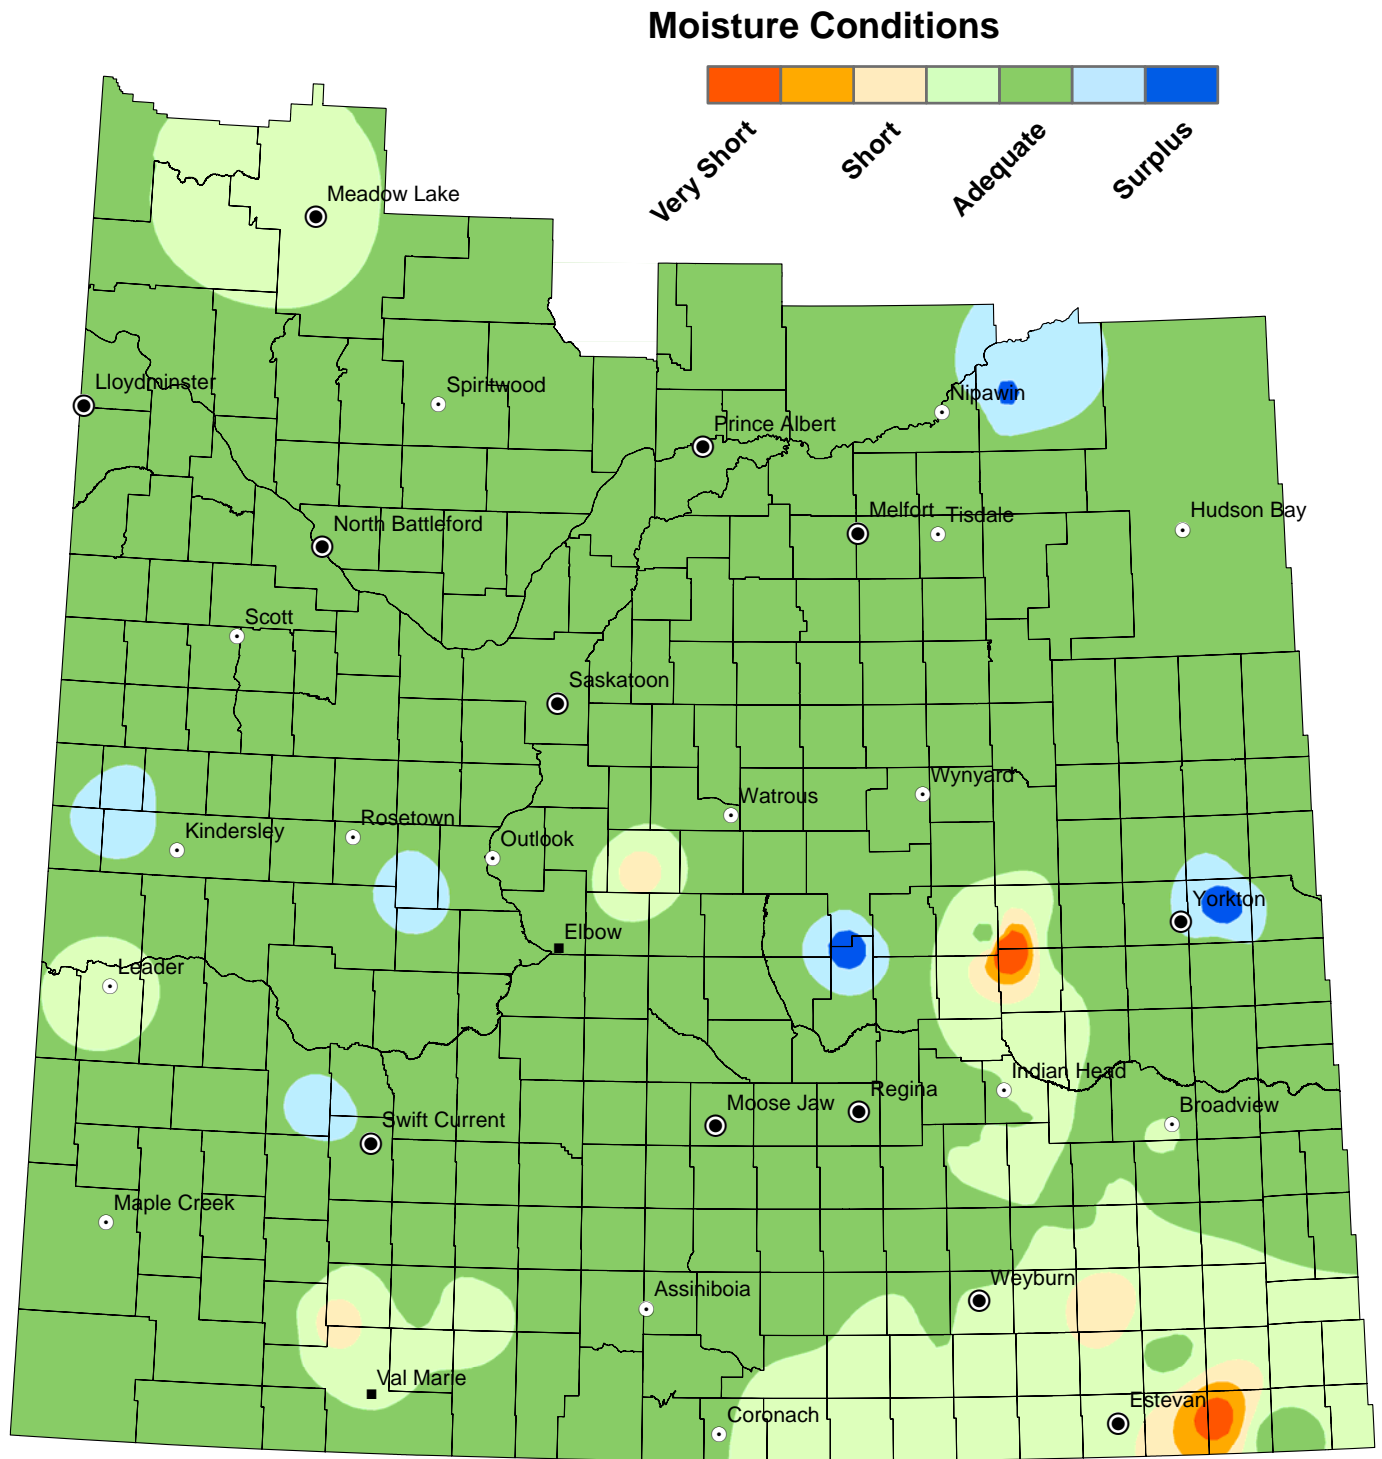 Moisture Conditions
Very Short
Short
Adequate
Surplus
Meadow Lake
Lloydminster
Spiritwood
Nipawin
Prince Albert
Melfort
Tisdale
Hudson Bay
North Battleford
Scott
Saskatoon
Wynyard
Watrous
Rosetown
Kindersley
Outlook
Yorkton
Elbow
Leader
Indian Head
Regina
Moose Jaw
Broadview
Swift Current
Maple Creek
Weyburn
Assiniboia
Val Marie
Estevan
Coronach